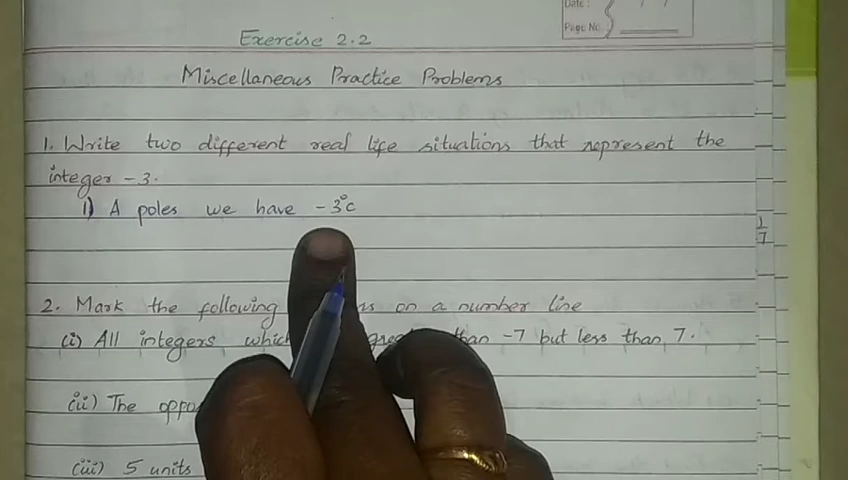 Date :
Page No.
Exercise 2.2
Miscellaneous Practice Problems
1. Write two different real life situations that represent the
integer -3.
1) A poles we have -3°c
1/7
2. Mark the following on a number line
(i) All integers which than -7 but less than 7.
(ii) The
(iii) 5 units